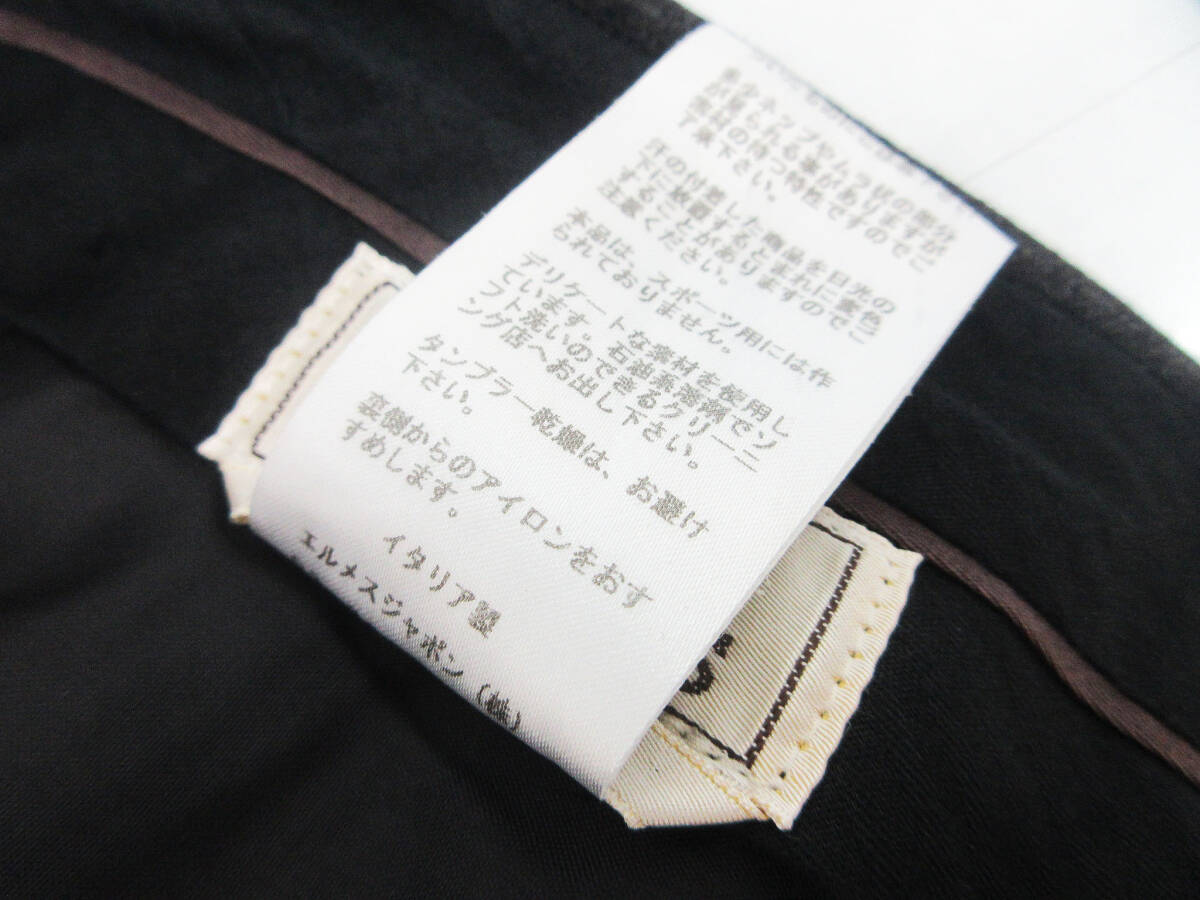 多少トンプやムラ状の部分
が見られる事がありますが
素材の持つ特色ですのでご
了承下さい。
汗の付着した商品を日光の
下に放置するとまれに変色
することがありますのでご
注意ください。
本品は、スポーツ用には作
られておりません。
デリケートな素材を使用し
ています。石油系溶剤でソ
フト洗いのできるクリーニ
ング店へお出し下さい。
タンブラー乾燥は、お避け
下さい。
裏側からのアイロンをおす
すめします。
イタリア製
エルメスジャポン(株)